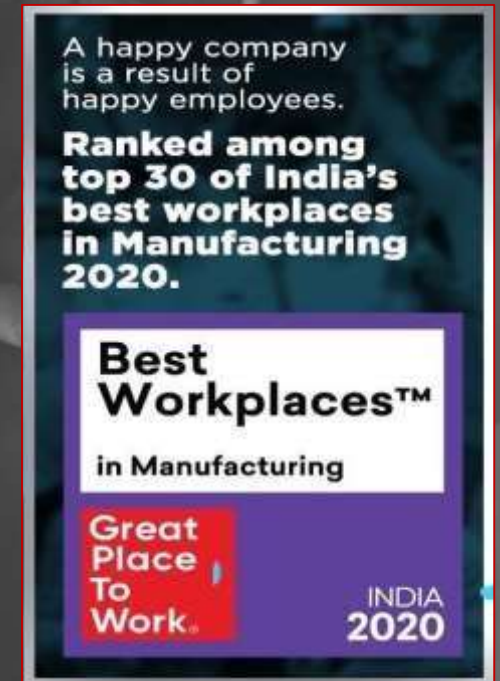 A happy company
is a result of
happy employees.
Ranked among
top 30 of India's
best workplaces
in Manufacturing
2020.
Best
Workplaces™
in Manufacturing
Great
Place
To
Work®
INDIA
2020